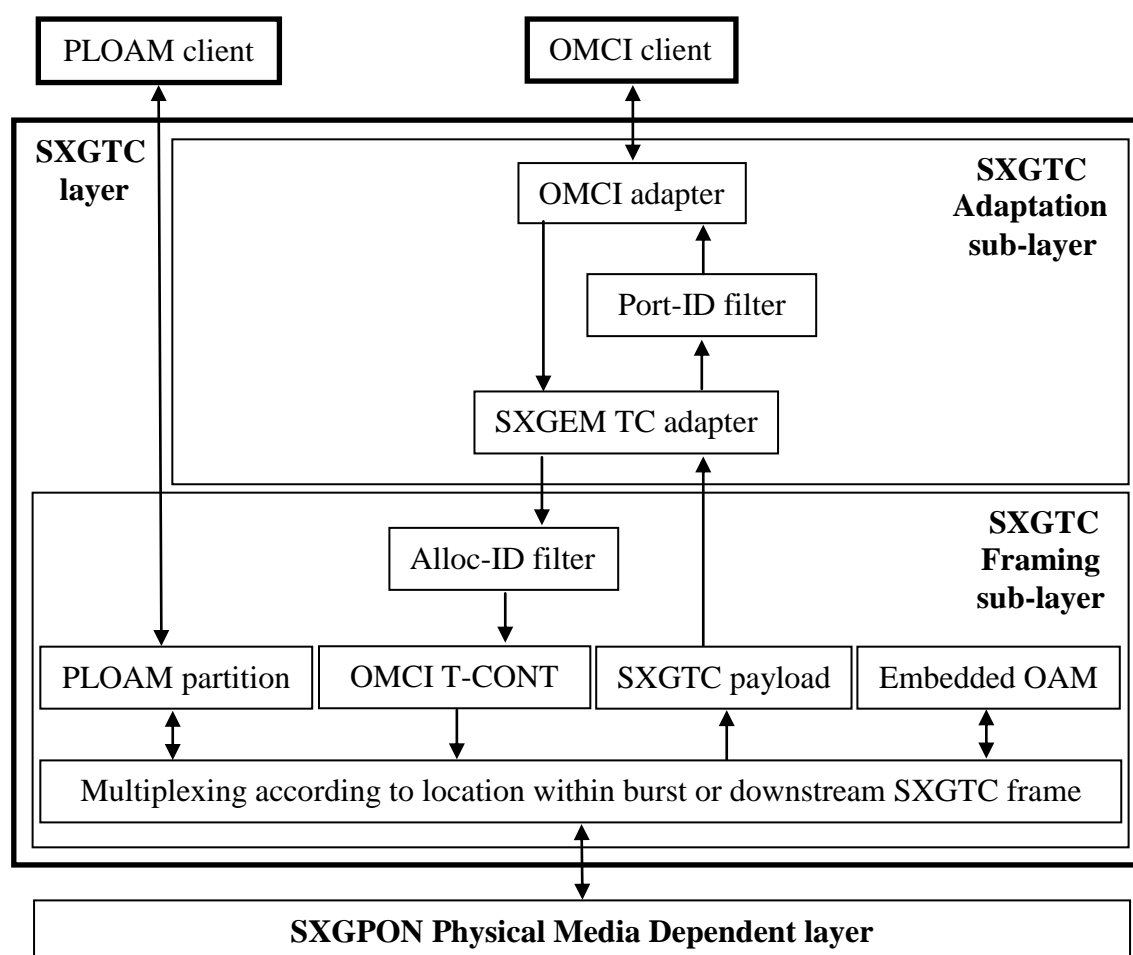 PLOAM client
OMCI client
SXGTC
layer
SXGTC
Adaptation
sub-layer
OMCI adapter
Port-ID filter
SXGEM TC adapter
SXGTC
Framing
sub-layer
Alloc-ID filter
PLOAM partition
OMCI T-CONT
SXGTC payload
Embedded OAM
Multiplexing according to location within burst or downstream SXGTC frame
SXGPON Physical Media Dependent layer